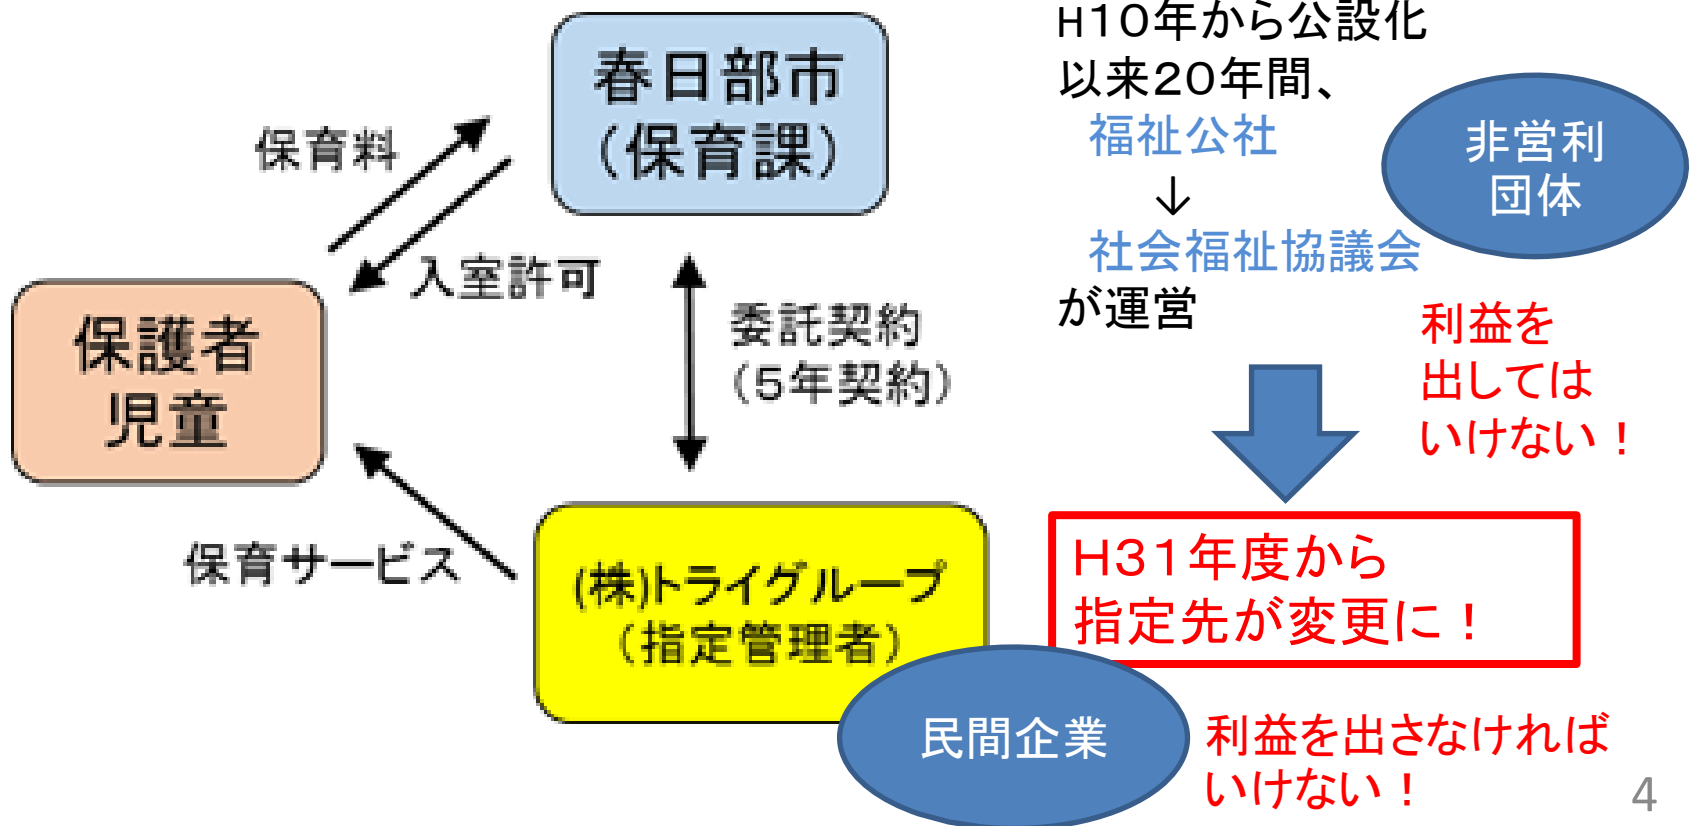 春日部市
（保育課）
保育料
入室許可
保護者
児童
委託契約
（５年契約）
保育サービス
(株)トライグループ
（指定管理者）
民間企業
H１０年から公設化
以来２０年間、
福祉公社
↓
社会福祉協議会
が運営
非営利
団体
利益を
出しては
いけない！
H３１年度から
指定先が変更に！
利益を出さなければ
いけない！
4